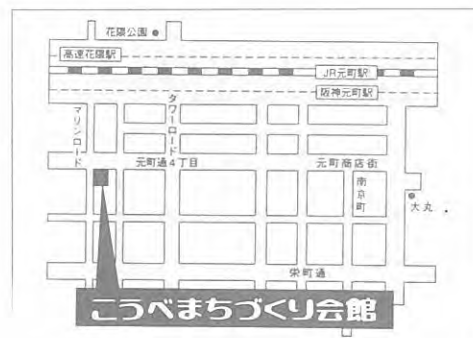 花隈公園
高速花隈駅
JR元町駅
阪神元町駅
マリンロード
タワーロード
元町通4丁目
元町商店街
南京町
大丸
栄町通
こうべまちづくり会館